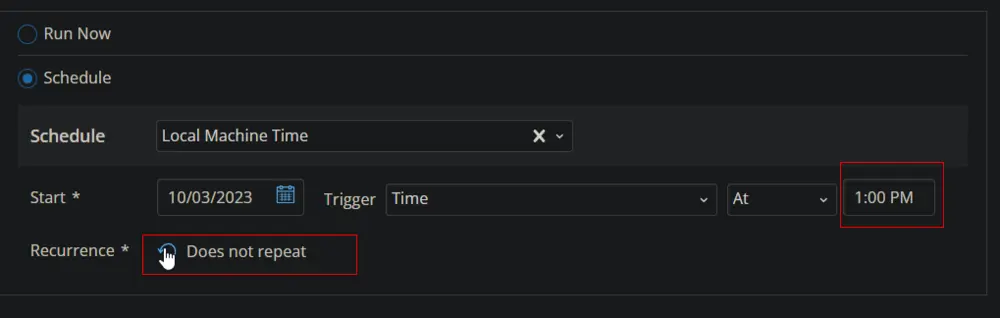 Run Now
Schedule
Schedule Local Machine Time
Start * 10/03/2023 Trigger Time At 1:00 PM
Recurrence * Does not repeat